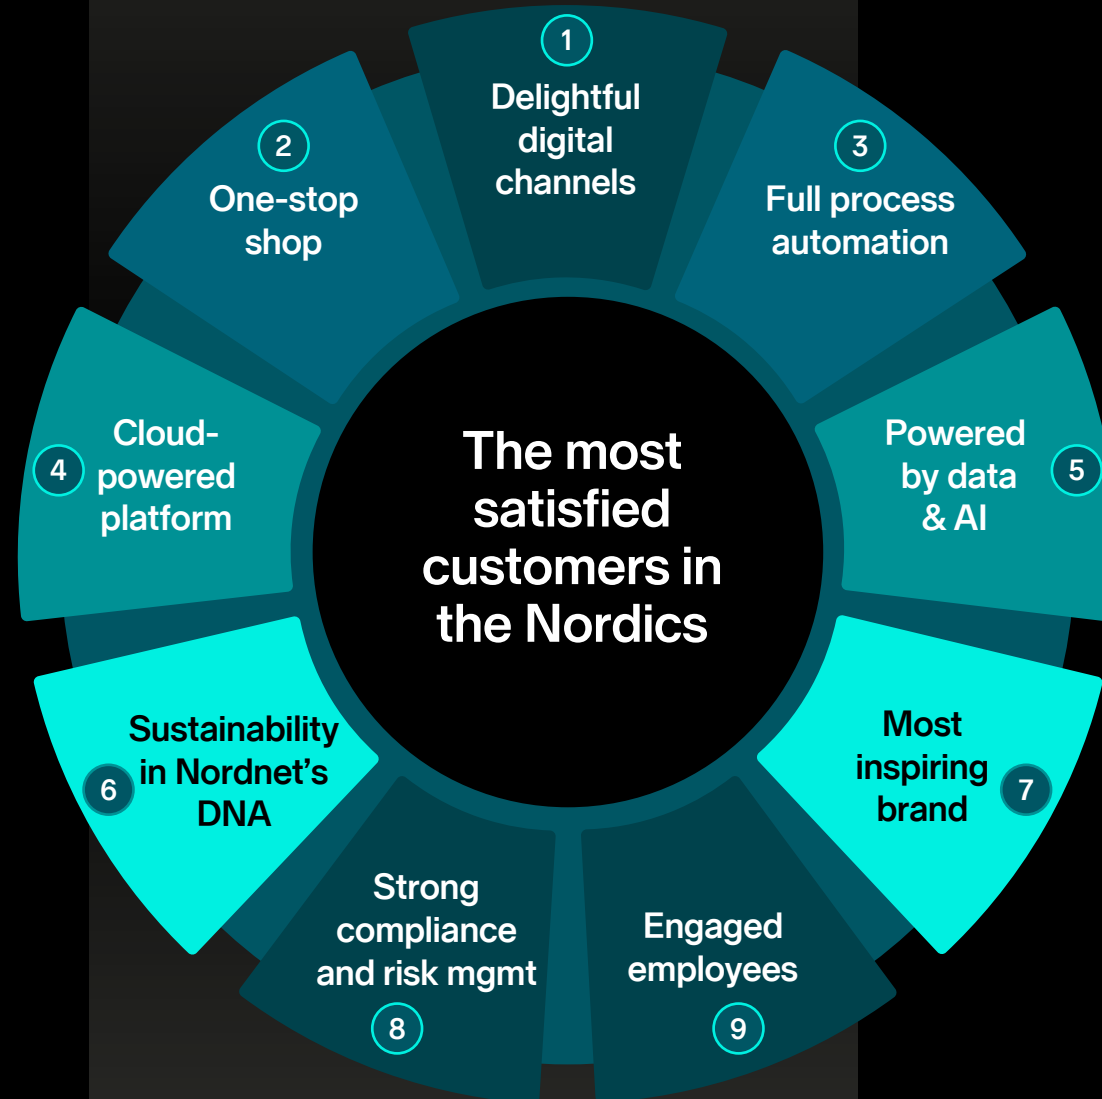 1
Delightful
digital
channels
2
One-stop
shop
3
Full process
automation
4
Cloud-
powered
platform
5
Powered
by data
& AI
The most
satisfied
customers in
the Nordics
6
Sustainability
in Nordnet’s
DNA
7
Most
inspiring
brand
8
Strong
compliance
and risk mgmt
9
Engaged
employees